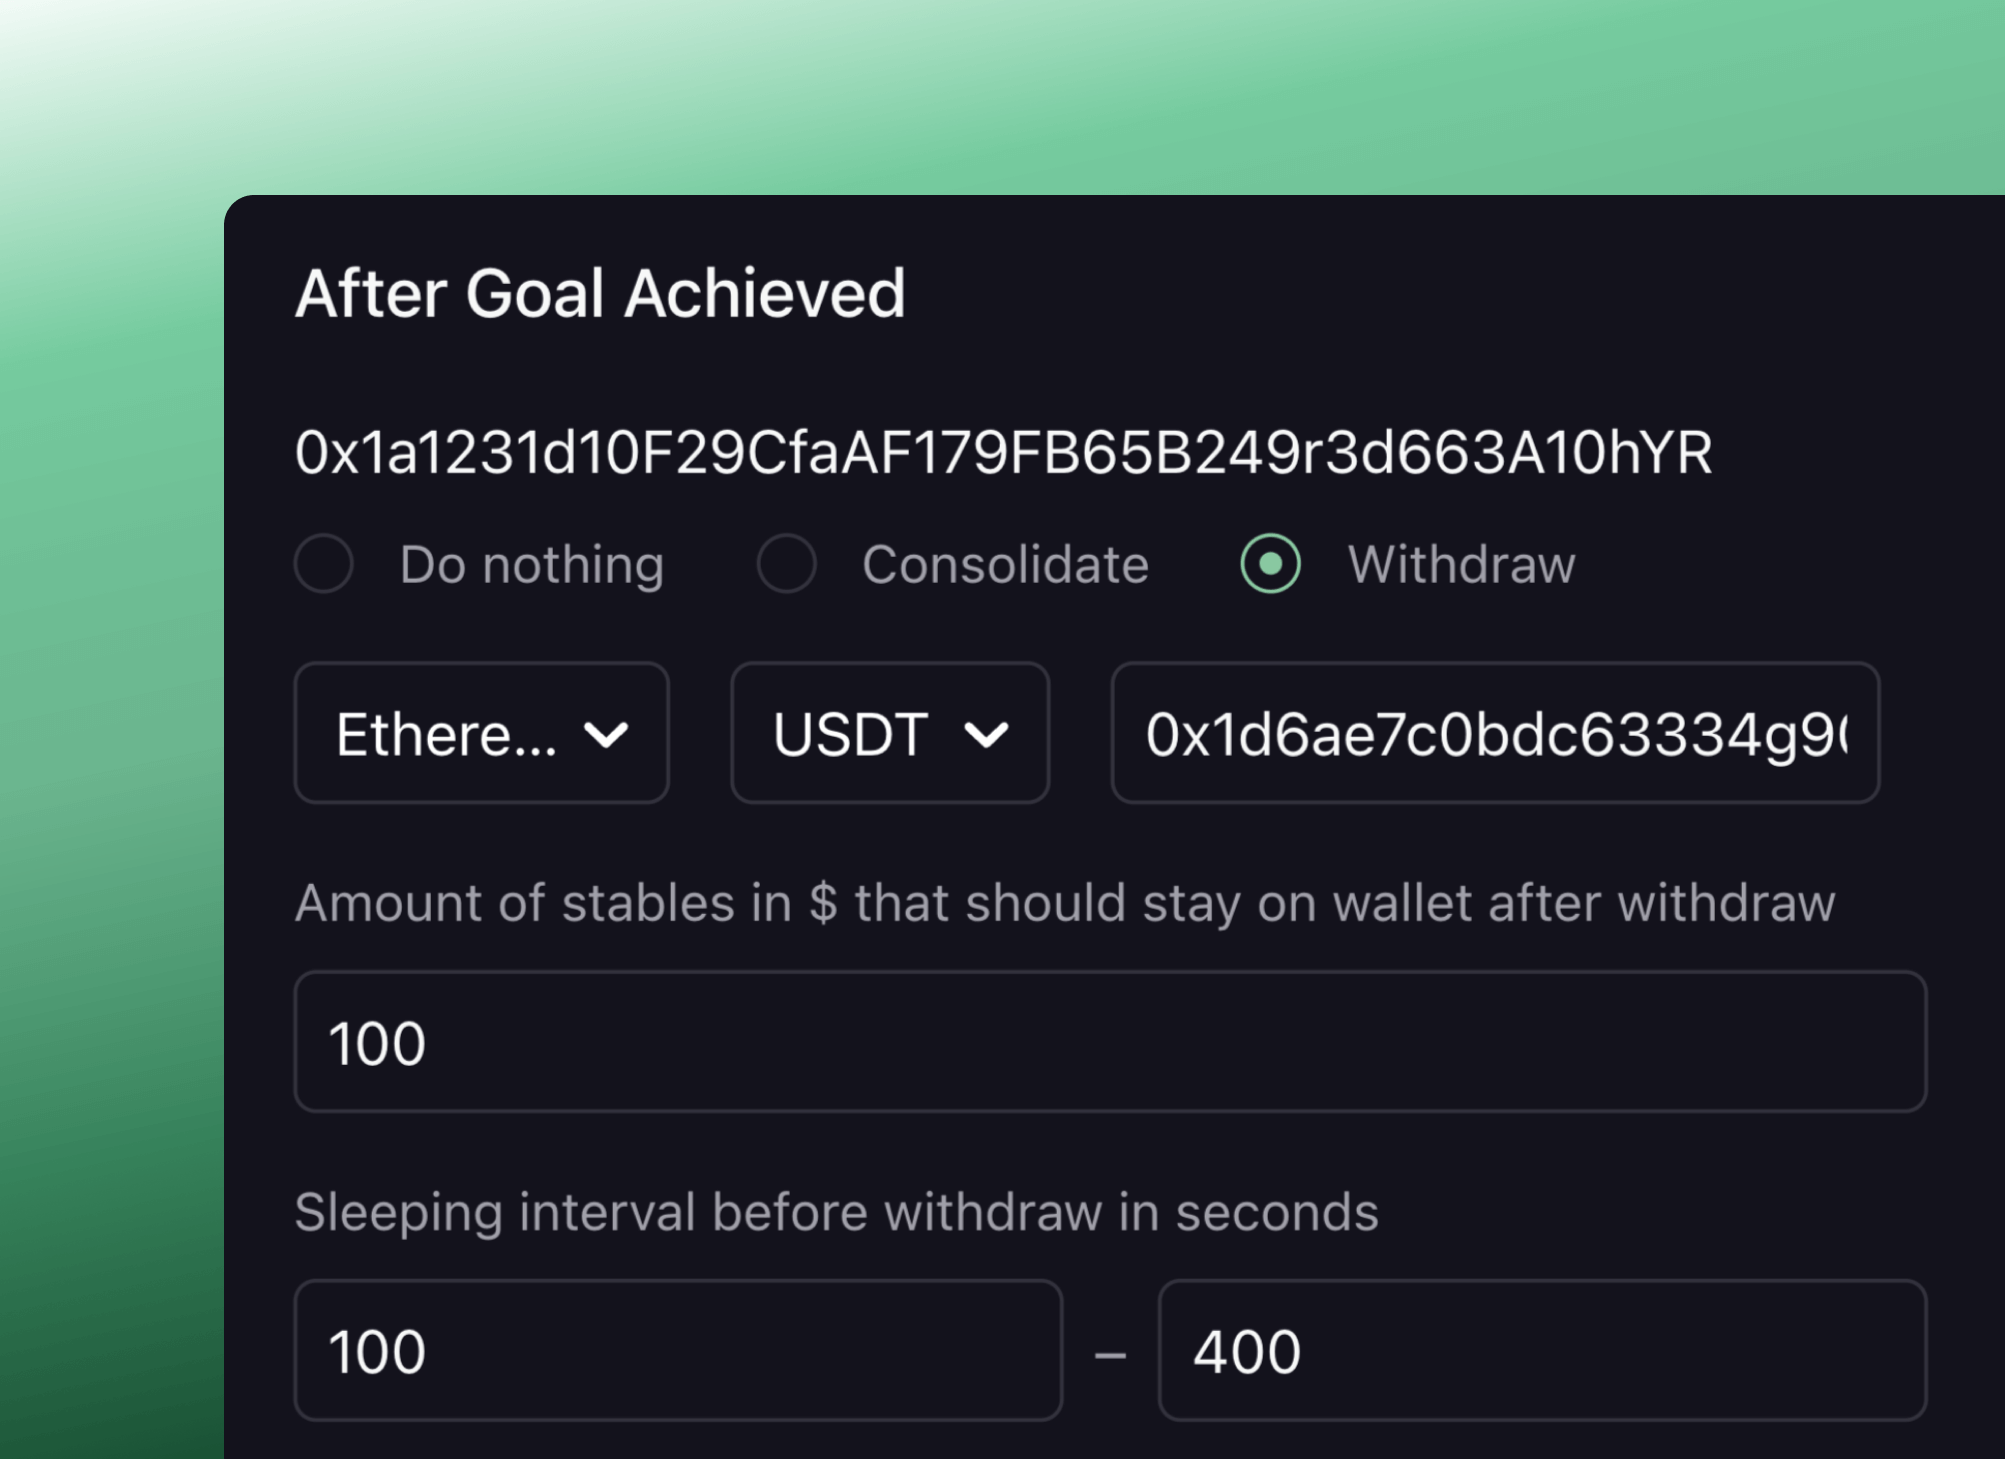 After Goal Achieved
0x1a1231d10F29CfaAF179FB65B249r3d663A10hYR
Do nothing Consolidate Withdraw
Ethere... USDT 0x1d6ae7c0bdc63334g9
Amount of stables in $ that should stay on wallet after withdraw
100
Sleeping interval before withdraw in seconds
100 – 400